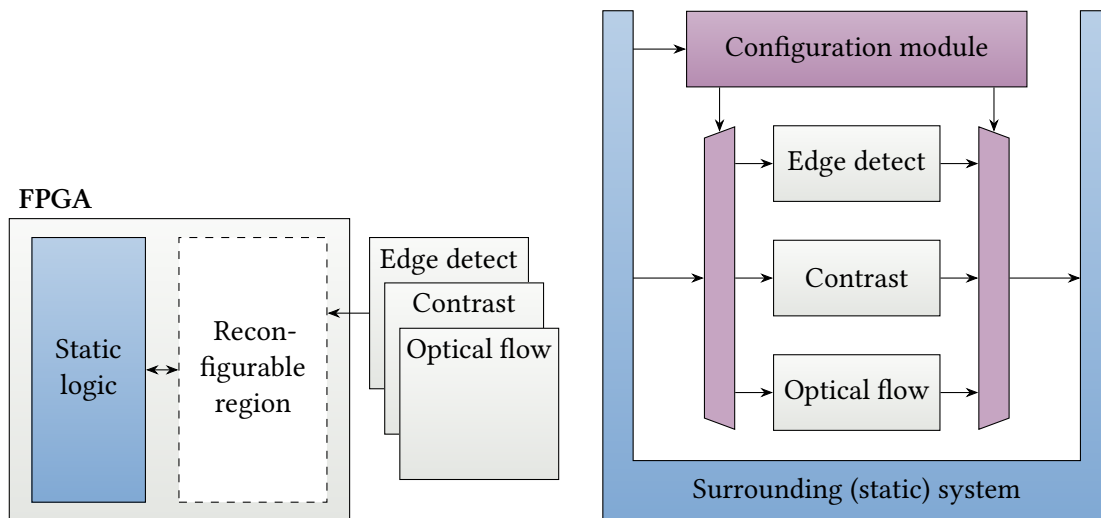 FPGA
Static
logic
Recon-
figurable
region
Edge detect
Contrast
Optical flow
Configuration module
Edge detect
Contrast
Optical flow
Surrounding (static) system